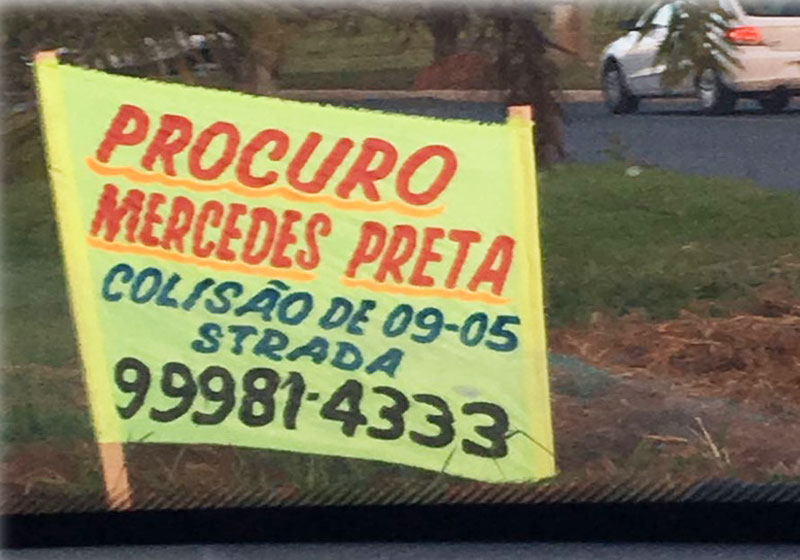 PROCURO
MERCEDES PRETA
COLISÃO DE 09-05
STRADA
99981-4333